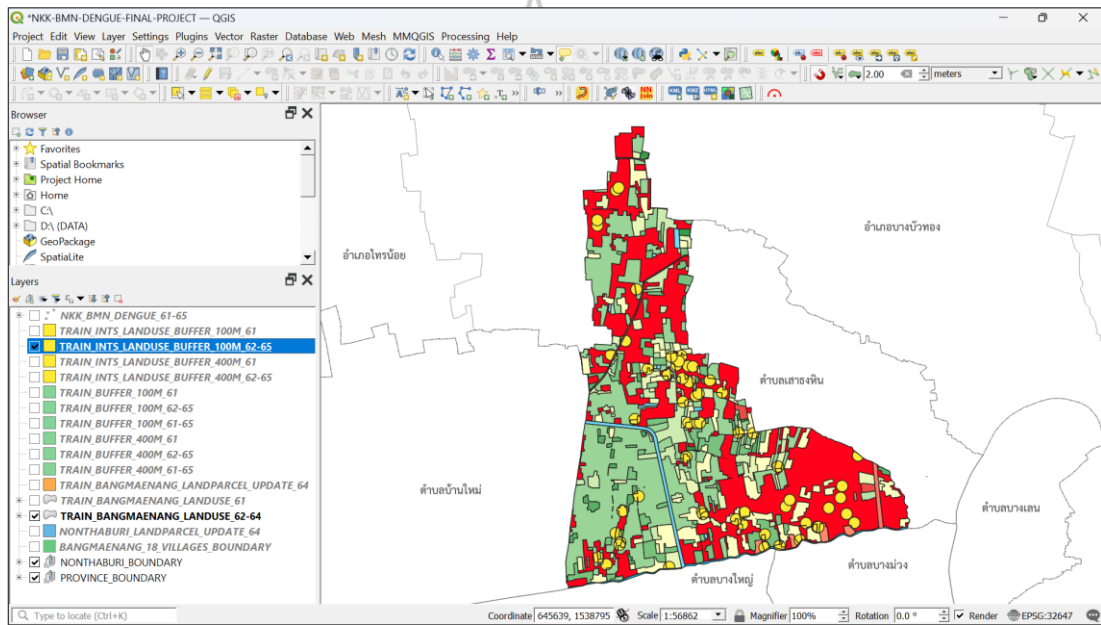 *NKK-BMN-DENGUE-FINAL-PROJECT — QGIS
Project Edit View Layer Settings Plugins Vector Raster Database Web Mesh MMQGIS Processing Help
2.00 meters
Browser
Favorites
Spatial Bookmarks
Project Home
Home
C:\
D:\ (DATA)
GeoPackage
SpatiaLite
Layers
NKK_BMN_DENGUE_61-65
TRAIN_INTS_LANDUSE_BUFFER_100M_61
TRAIN_INTS_LANDUSE_BUFFER_100M_62-65
TRAIN_INTS_LANDUSE_BUFFER_400M_61
TRAIN_INTS_LANDUSE_BUFFER_400M_62-65
TRAIN_BUFFER_100M_61
TRAIN_BUFFER_100M_62-65
TRAIN_BUFFER_100M_61-65
TRAIN_BUFFER_400M_61
TRAIN_BUFFER_400M_62-65
TRAIN_BUFFER_400M_61-65
TRAIN_BANGMAENANG_LANDPARCEL_UPDATE_64
TRAIN_BANGMAENANG_LANDUSE_61
TRAIN_BANGMAENANG_LANDUSE_62-64
NONTHABURI_LANDPARCEL_UPDATE_64
BANGMAENANG_18_VILLAGES_BOUNDARY
NONTHABURI_BOUNDARY
PROVINCE_BOUNDARY
อำเภอบางบัวทอง
อำเภอไทรน้อย
ตำบลเสาธงหิน
ตำบลบ้านใหม่
ตำบลบางเลน
ตำบลบางม่วง
ตำบลบางใหญ่
Type to locate (Ctrl+K)
Coordinate 645639, 1538795 Scale 1:56862 Magnifier 100% Rotation 0.0 ° Render EPSG:32647